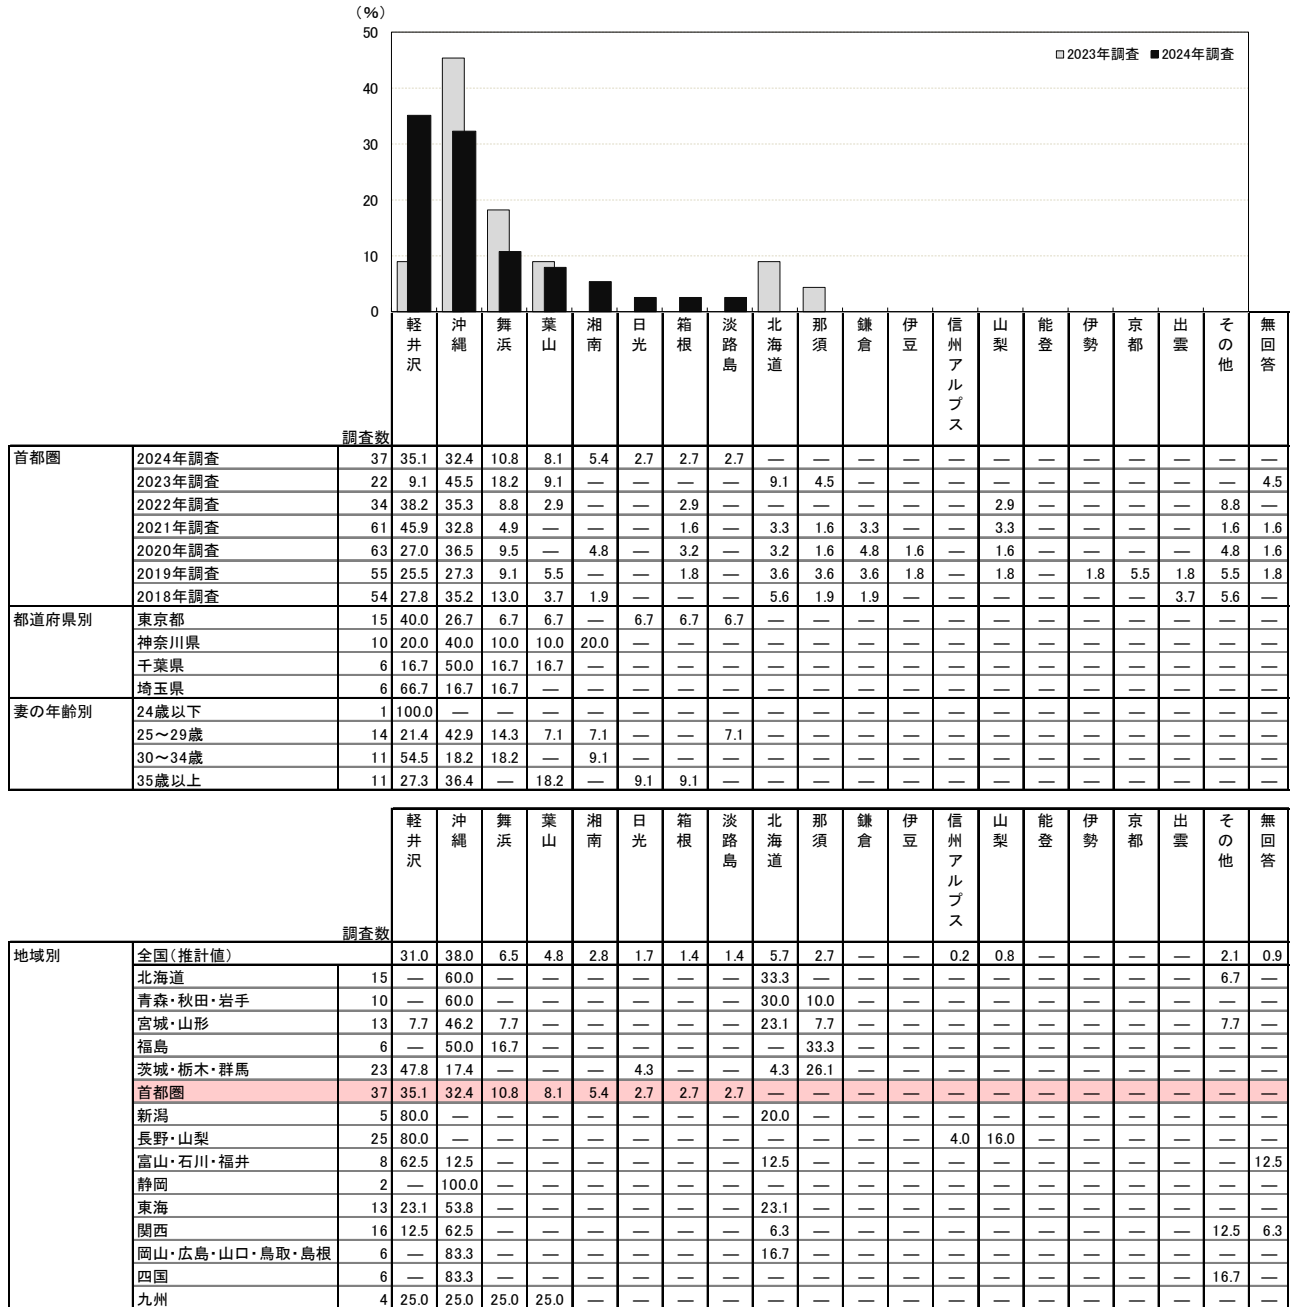 (%)
50
40
30
20
10
0
□2023年調査 ■2024年調査
調査数 軽井沢 沖縄 舞浜 葉山 湘南 日光 箱根 淡路島 北海道 那須 鎌倉 伊豆 信州アルプス 山梨 能登 伊勢 京都 出雲 その他 無回答
首都圏 2024年調査 37 35.1 32.4 10.8 8.1 5.4 2.7 2.7 2.7 — — — — — — — — — — — —
2023年調査 22 9.1 45.5 18.2 9.1 — — — — 9.1 4.5 — — — — — — — — — 4.5
2022年調査 34 38.2 35.3 8.8 2.9 — — 2.9 — — — — — — 2.9 — — — — 8.8 —
2021年調査 61 45.9 32.8 4.9 — — — 1.6 — 3.3 1.6 3.3 — — 3.3 — — — — 1.6 1.6
2020年調査 63 27.0 36.5 9.5 — 4.8 — 3.2 — 3.2 1.6 4.8 1.6 — 1.6 — — — — 4.8 1.6
2019年調査 55 25.5 27.3 9.1 5.5 — — 1.8 — 3.6 3.6 3.6 1.8 — 1.8 — 1.8 5.5 1.8 5.5 1.8
2018年調査 54 27.8 35.2 13.0 3.7 1.9 — — — 5.6 1.9 1.9 — — — — — — 3.7 5.6 —
都道府県別 東京都 15 40.0 26.7 6.7 6.7 — 6.7 6.7 6.7 — — — — — — — — — — — —
神奈川県 10 20.0 40.0 10.0 10.0 20.0 — — — — — — — — — — — — — — —
千葉県 6 16.7 50.0 16.7 16.7 — — — — — — — — — — — — — — — —
埼玉県 6 66.7 16.7 16.7 — — — — — — — — — — — — — — — — —
妻の年齢別 24歳以下 1 100.0 — — — — — — — — — — — — — — — — — — —
25～29歳 14 21.4 42.9 14.3 7.1 7.1 — — 7.1 — — — — — — — — — — — —
30～34歳 11 54.5 18.2 18.2 — 9.1 — — — — — — — — — — — — — — —
35歳以上 11 27.3 36.4 — 18.2 — 9.1 9.1 — — — — — — — — — — — — —
調査数 軽井沢 沖縄 舞浜 葉山 湘南 日光 箱根 淡路島 北海道 那須 鎌倉 伊豆 信州アルプス 山梨 能登 伊勢 京都 出雲 その他 無回答
地域別 全国(推計値) 31.0 38.0 6.5 4.8 2.8 1.7 1.4 1.4 5.7 2.7 — — 0.2 0.8 — — — — 2.1 0.9
北海道 15 — 60.0 — — — — — — 33.3 — — — — — — — — — 6.7 —
青森・秋田・岩手 10 — 60.0 — — — — — — 30.0 10.0 — — — — — — — — — —
宮城・山形 13 7.7 46.2 7.7 — — — — — 23.1 7.7 — — — — — — — — 7.7 —
福島 6 — 50.0 16.7 — — — — — — 33.3 — — — — — — — — — —
茨城・栃木・群馬 23 47.8 17.4 — — — 4.3 — — 4.3 26.1 — — — — — — — — — —
首都圏 37 35.1 32.4 10.8 8.1 5.4 2.7 2.7 2.7 — — — — — — — — — — — —
新潟 5 80.0 — — — — — — — 20.0 — — — — — — — — — — —
長野・山梨 25 80.0 — — — — — — — — — — — 4.0 16.0 — — — — — —
富山・石川・福井 8 62.5 12.5 — — — — — — 12.5 — — — — — — — — — — 12.5
静岡 2 — 100.0 — — — — — — — — — — — — — — — — — —
東海 13 23.1 53.8 — — — — — — 23.1 — — — — — — — — — — —
関西 16 12.5 62.5 — — — — — — 6.3 — — — — — — — — — 12.5 6.3
岡山・広島・山口・鳥取・島根 6 — 83.3 — — — — — — 16.7 — — — — — — — — — — —
四国 6 — 83.3 — — — — — — — — — — — — — — — — 16.7 —
九州 4 25.0 25.0 25.0 25.0 — — — — — — — — — — — — — — — —